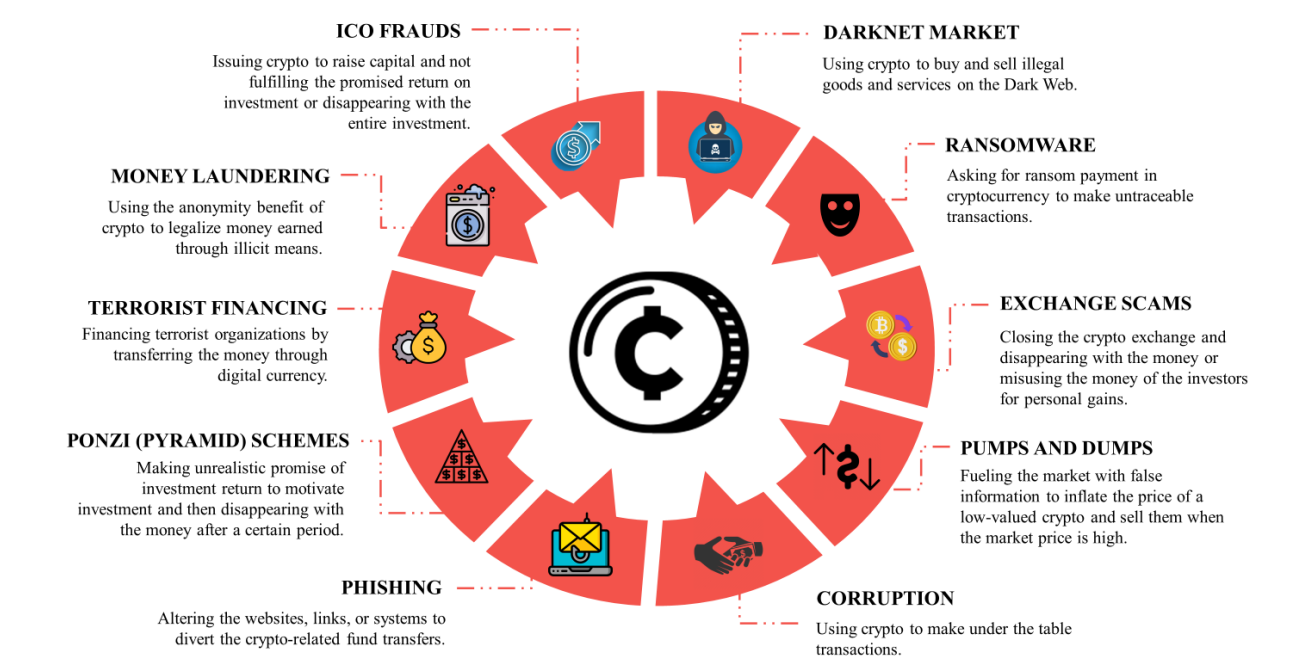 ICO FRAUDS
Issuing crypto to raise capital and not
fulfilling the promised return on
investment or disappearing with the
entire investment.
MONEY LAUNDERING
Using the anonymity benefit of
crypto to legalize money earned
through illicit means.
TERRORIST FINANCING
Financing terrorist organizations by
transferring the money through
digital currency.
PONZI (PYRAMID) SCHEMES
Making unrealistic promise of
investment return to motivate
investment and then disappearing with
the money after a certain period.
PHISHING
Altering the websites, links, or systems to
divert the crypto-related fund transfers.
DARKNET MARKET
Using crypto to buy and sell illegal
goods and services on the Dark Web.
RANSOMWARE
Asking for ransom payment in
cryptocurrency to make untraceable
transactions.
EXCHANGE SCAMS
Closing the crypto exchange and
disappearing with the money or
misusing the money of the investors
for personal gains.
PUMPS AND DUMPS
Fueling the market with false
information to inflate the price of a
low-valued crypto and sell them when
the market price is high.
CORRUPTION
Using crypto to make under the table
transactions.